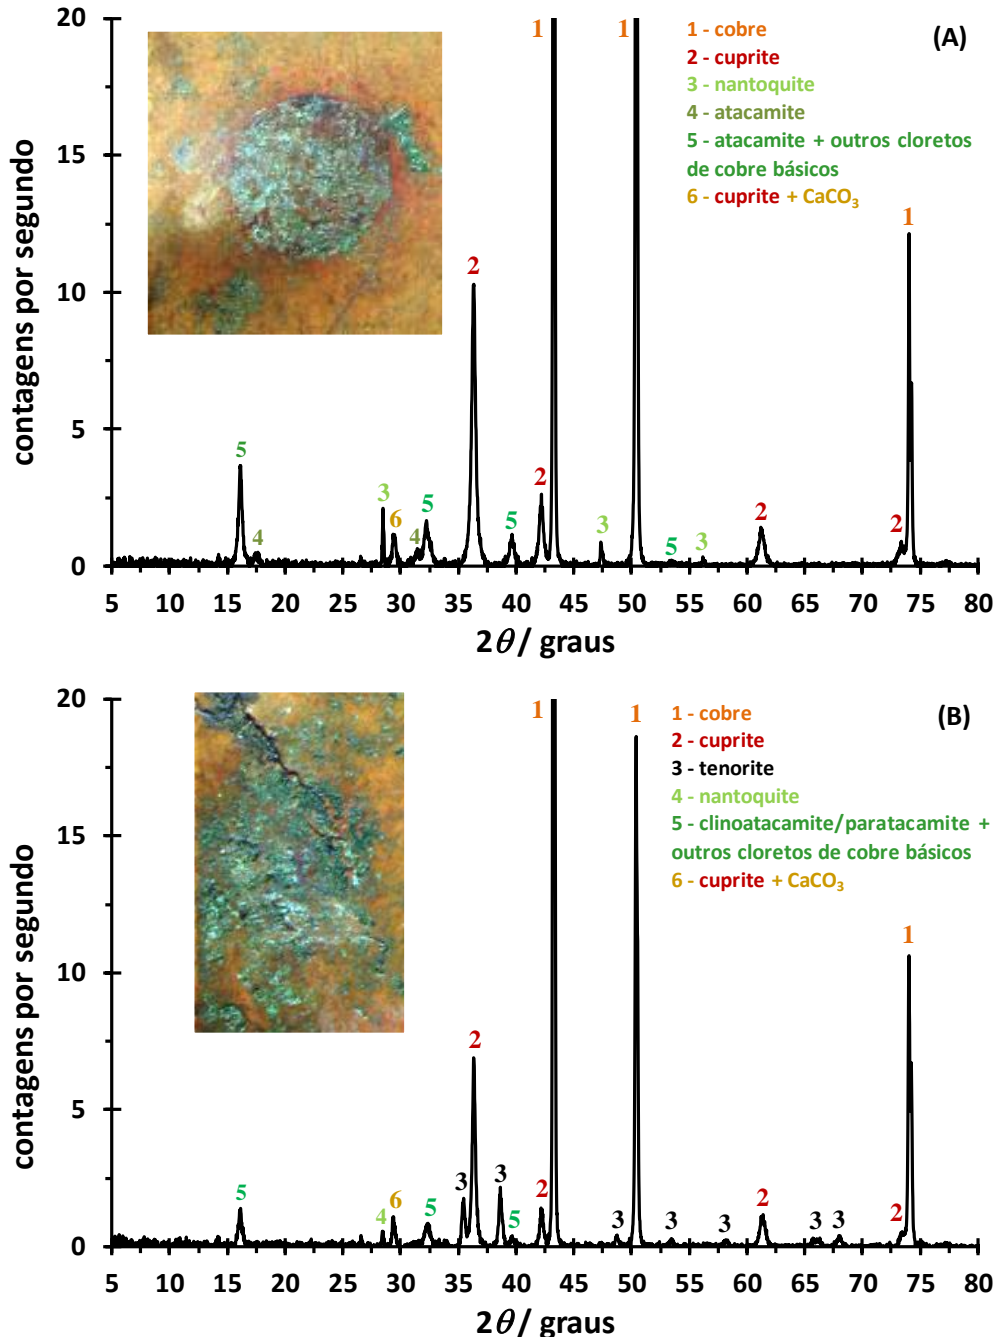 (A)
1 - cobre
2 - cuprite
3 - nantoquite
4 - atacamite
5 - atacamite + outros cloretos
de cobre básicos
6 - cuprite + CaCO₃
contagens por segundo
20
15
10
5
0
5 4 3 6 4 5 2 5 2 1 3 1 5 3 2 2 1
5 10 15 20 25 30 35 40 45 50 55 60 65 70 75 80
2θ / graus
(B)
1 - cobre
2 - cuprite
3 - tenorite
4 - nantoquite
5 - clinoatacamite/paratacamite +
outros cloretos de cobre básicos
6 - cuprite + CaCO₃
contagens por segundo
20
15
10
5
0
5 4 6 5 3 2 3 5 2 1 3 1 3 3 2 3 3 2 1
5 10 15 20 25 30 35 40 45 50 55 60 65 70 75 80
2θ / graus